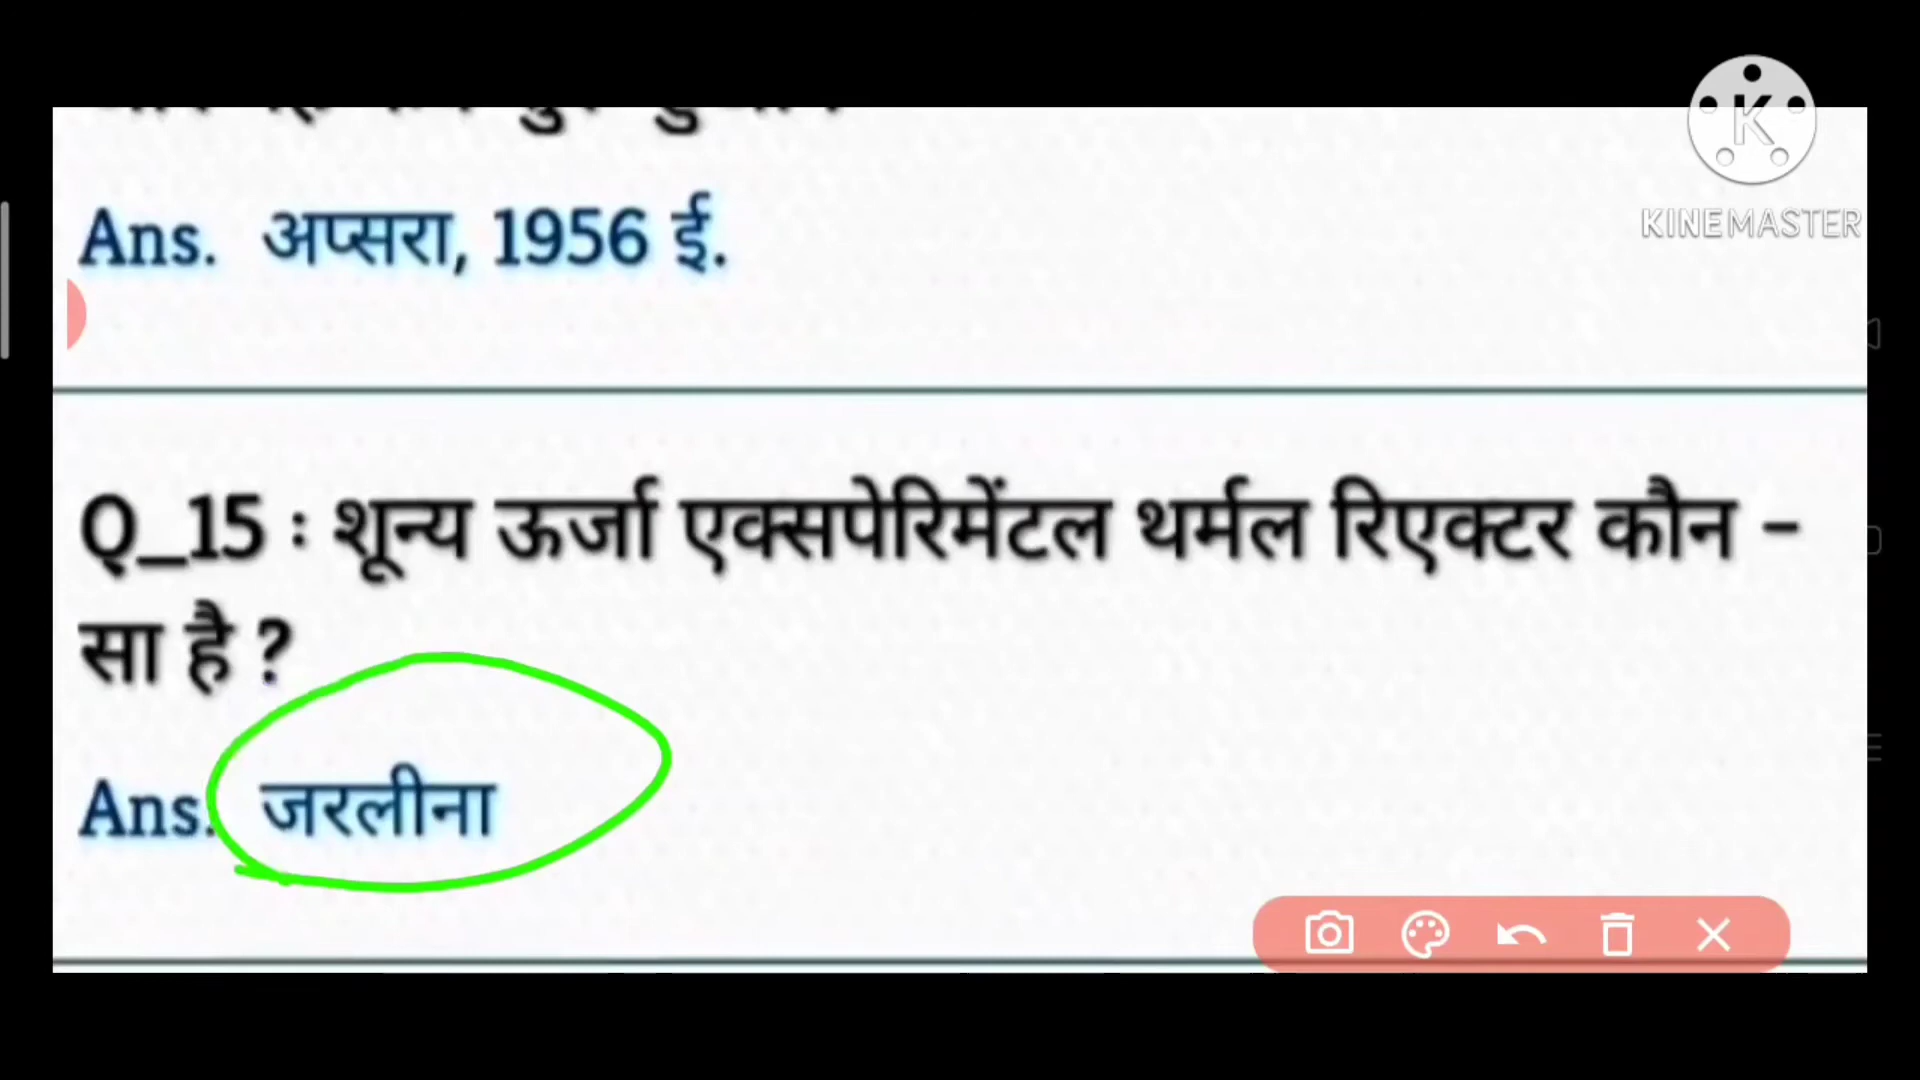 K
KINEMASTER
Ans. अप्सरा, 1956 ई.
Q_15 : शून्य ऊर्जा एक्सपेरिमेंटल थर्मल रिएक्टर कौन –
सा है ?
Ans. जरलीना